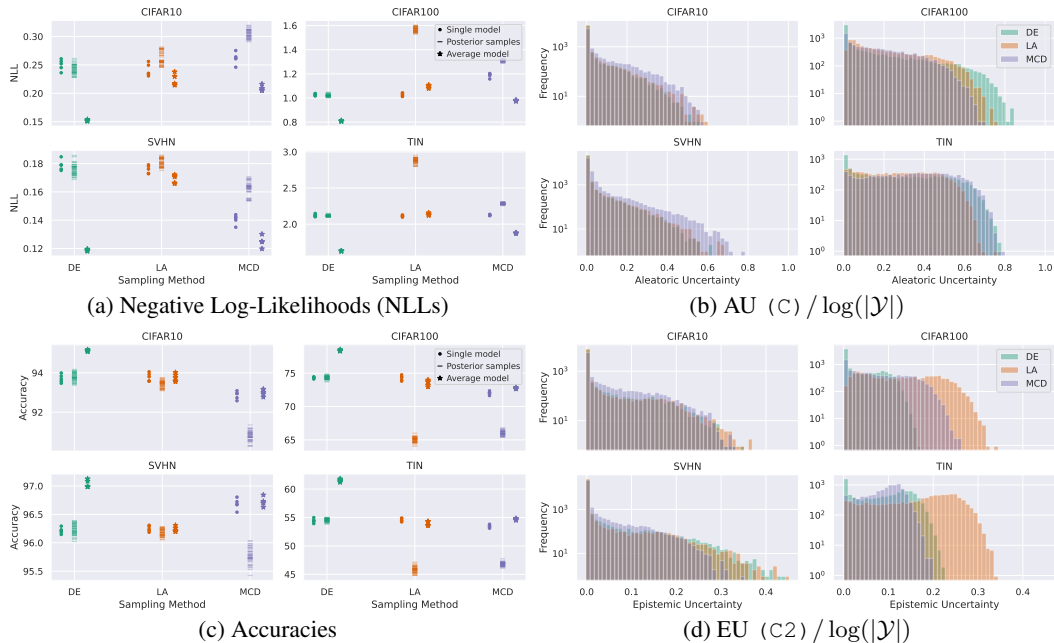 CIFAR10
CIFAR100
0.30
0.25
0.20
0.15
NLL
1.6
1.4
1.2
1.0
0.8
Single model
Posterior samples
Average model
SVHN
TIN
0.18
0.16
0.14
0.12
NLL
3.0
2.5
2.0
DE
LA
MCD
Sampling Method
DE
LA
MCD
Sampling Method
(a) Negative Log-Likelihoods (NLLs)
CIFAR10
CIFAR100
Frequency
10³
10¹
10³
10²
10¹
10⁰
DE
LA
MCD
SVHN
TIN
Frequency
10³
10¹
10³
10²
10¹
10⁰
0.0 0.2 0.4 0.6 0.8 1.0
Aleatoric Uncertainty
0.0 0.2 0.4 0.6 0.8 1.0
Aleatoric Uncertainty
(b) AU (C) / log(|𝒴|)
CIFAR10
CIFAR100
Accuracy
94
92
75
70
65
Single model
Posterior samples
Average model
SVHN
TIN
Accuracy
97.0
96.5
96.0
95.5
60
55
50
45
DE
LA
MCD
Sampling Method
DE
LA
MCD
Sampling Method
(c) Accuracies
CIFAR10
CIFAR100
Frequency
10³
10¹
10³
10²
10¹
10⁰
DE
LA
MCD
SVHN
TIN
Frequency
10³
10¹
10³
10²
10¹
10⁰
0.0 0.1 0.2 0.3 0.4
Epistemic Uncertainty
0.0 0.1 0.2 0.3 0.4
Epistemic Uncertainty
(d) EU (C2) / log(|𝒴|)